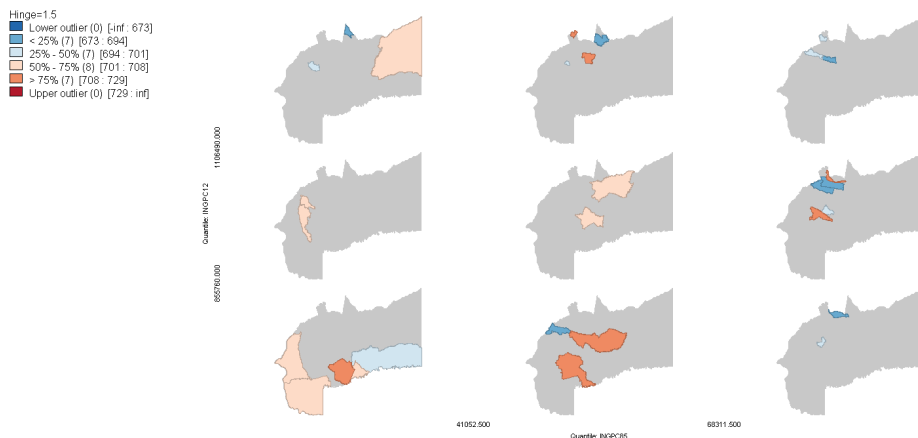 Hinge=1.5
Lower outlier (0) [-inf : 673]
< 25% (7) [673 : 694]
25% - 50% (7) [694 : 701]
50% - 75% (8) [701 : 708]
> 75% (7) [708 : 729]
Upper outlier (0) [729 : inf]
1106490.000
Quantile: INGPC12
865760.000
41052.500
68311.500
Quantile: INGPC85